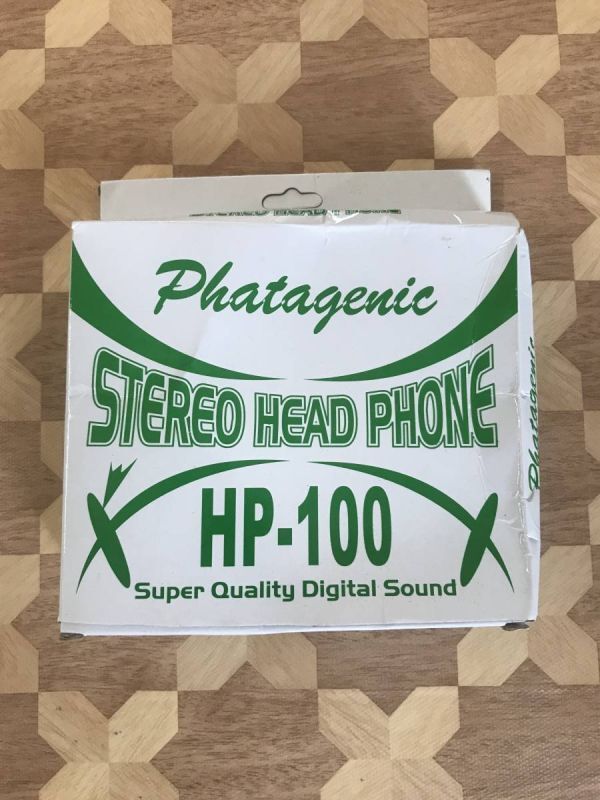 Phatagenic
STEREO HEAD PHONE
HP-100
Super Quality Digital Sound
Phatagenic